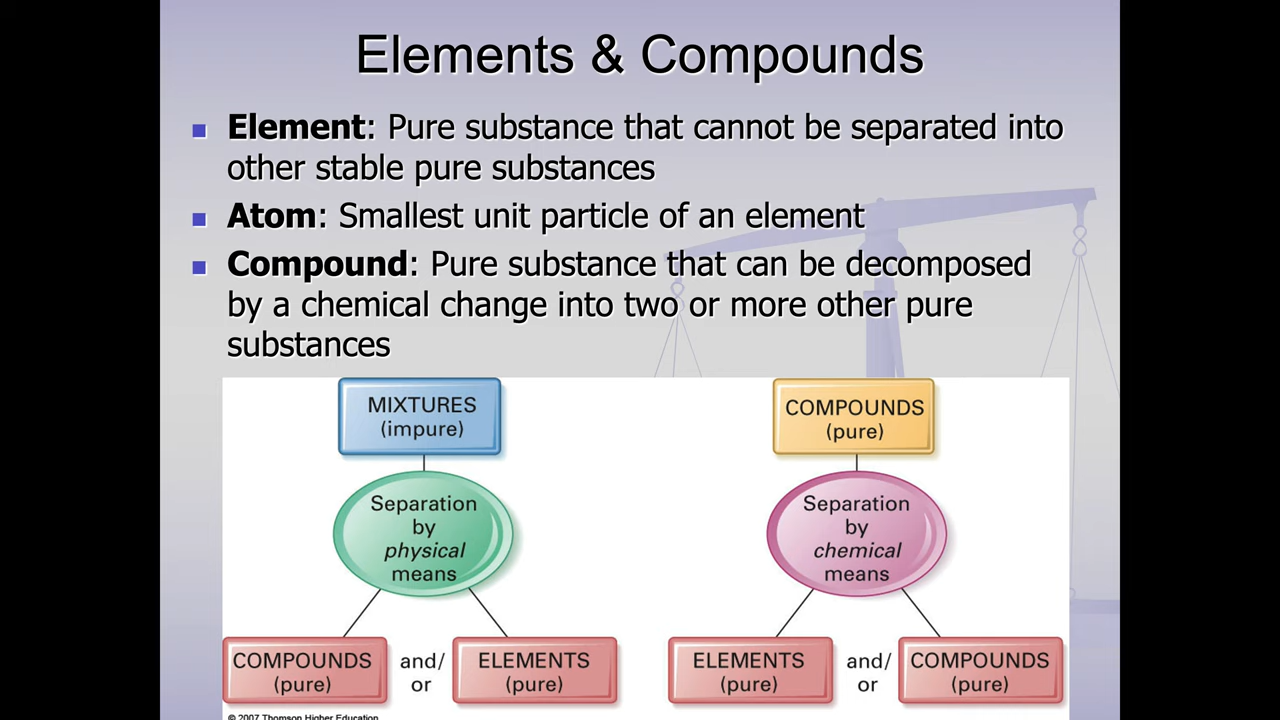 Elements & Compounds
Element: Pure substance that cannot be separated into
other stable pure substances
Atom: Smallest unit particle of an element
Compound: Pure substance that can be decomposed
by a chemical change into two or more other pure
substances
MIXTURES
(impure)
Separation
by
physical
means
COMPOUNDS
(pure)
and/
or
ELEMENTS
(pure)
COMPOUNDS
(pure)
Separation
by
chemical
means
ELEMENTS
(pure)
and/
or
COMPOUNDS
(pure)
© 2007 Thomson Higher Education